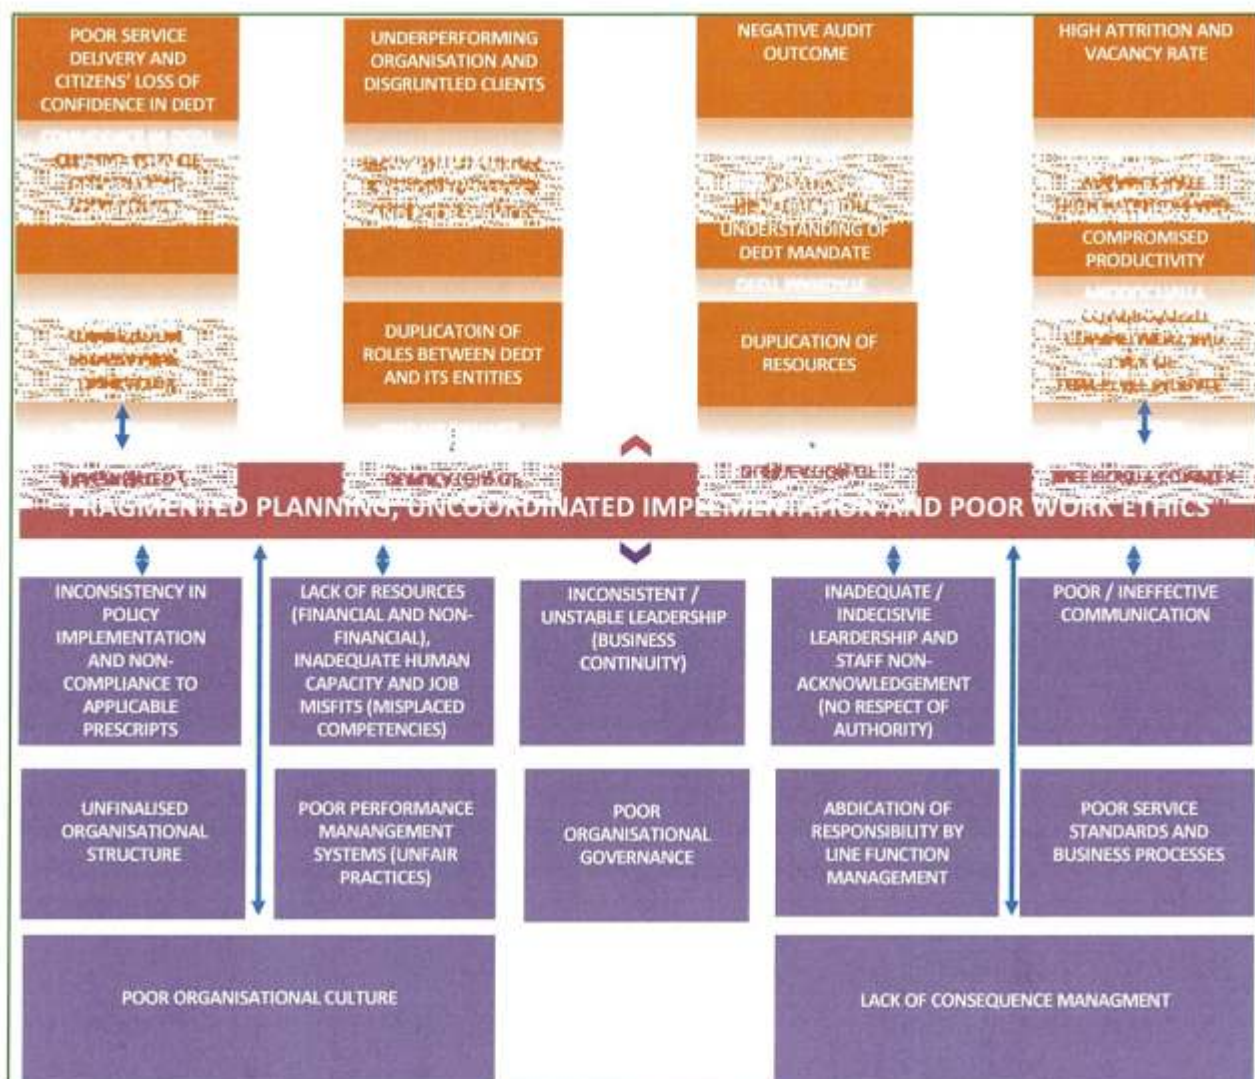 POOR SERVICE
DELIVERY AND
CITIZENS' LOSS OF
CONFIDENCE IN DEDT
UNDERPERFORMING
ORGANISATION AND
DISGRUNTLED CLIENTS
NEGATIVE AUDIT
OUTCOME
HIGH ATTRITION AND
VACANCY RATE
UNDERSTANDING OF
DEDT MANDATE
COMPROMISED
PRODUCTIVITY
DUPLICATOIN OF
ROLES BETWEEN DEDT
AND ITS ENTITIES
DUPLICATION OF
RESOURCES
FRAGMENTED PLANNING, UNCOORDINATED IMPLEMENTATION AND POOR WORK ETHICS
INCONSISTENCY IN
POLICY
IMPLEMENTATION
AND NON-
COMPLIANCE TO
APPLICABLE
PRESCRIPTS
LACK OF RESOURCES
(FINANCIAL AND NON-
FINANCIAL),
INADEQUATE HUMAN
CAPACITY AND JOB
MISFITS (MISPLACED
COMPETENCIES)
INCONSISTENT /
UNSTABLE LEADERSHIP
(BUSINESS
CONTINUITY)
INADEQUATE /
INDECISIVIE
LEARDERSHIP AND
STAFF NON-
ACKNOWLEDGEMENT
(NO RESPECT OF
AUTHORITY)
POOR / INEFFECTIVE
COMMUNICATION
UNFINALISED
ORGANISATIONAL
STRUCTURE
POOR PERFORMANCE
MANANGEMENT
SYSTEMS (UNFAIR
PRACTICES)
POOR
ORGANISATIONAL
GOVERNANCE
ABDICATION OF
RESPONSIBILITY BY
LINE FUNCTION
MANAGEMENT
POOR SERVICE
STANDARDS AND
BUSINESS PROCESSES
POOR ORGANISATIONAL CULTURE
LACK OF CONSEQUENCE MANAGMENT